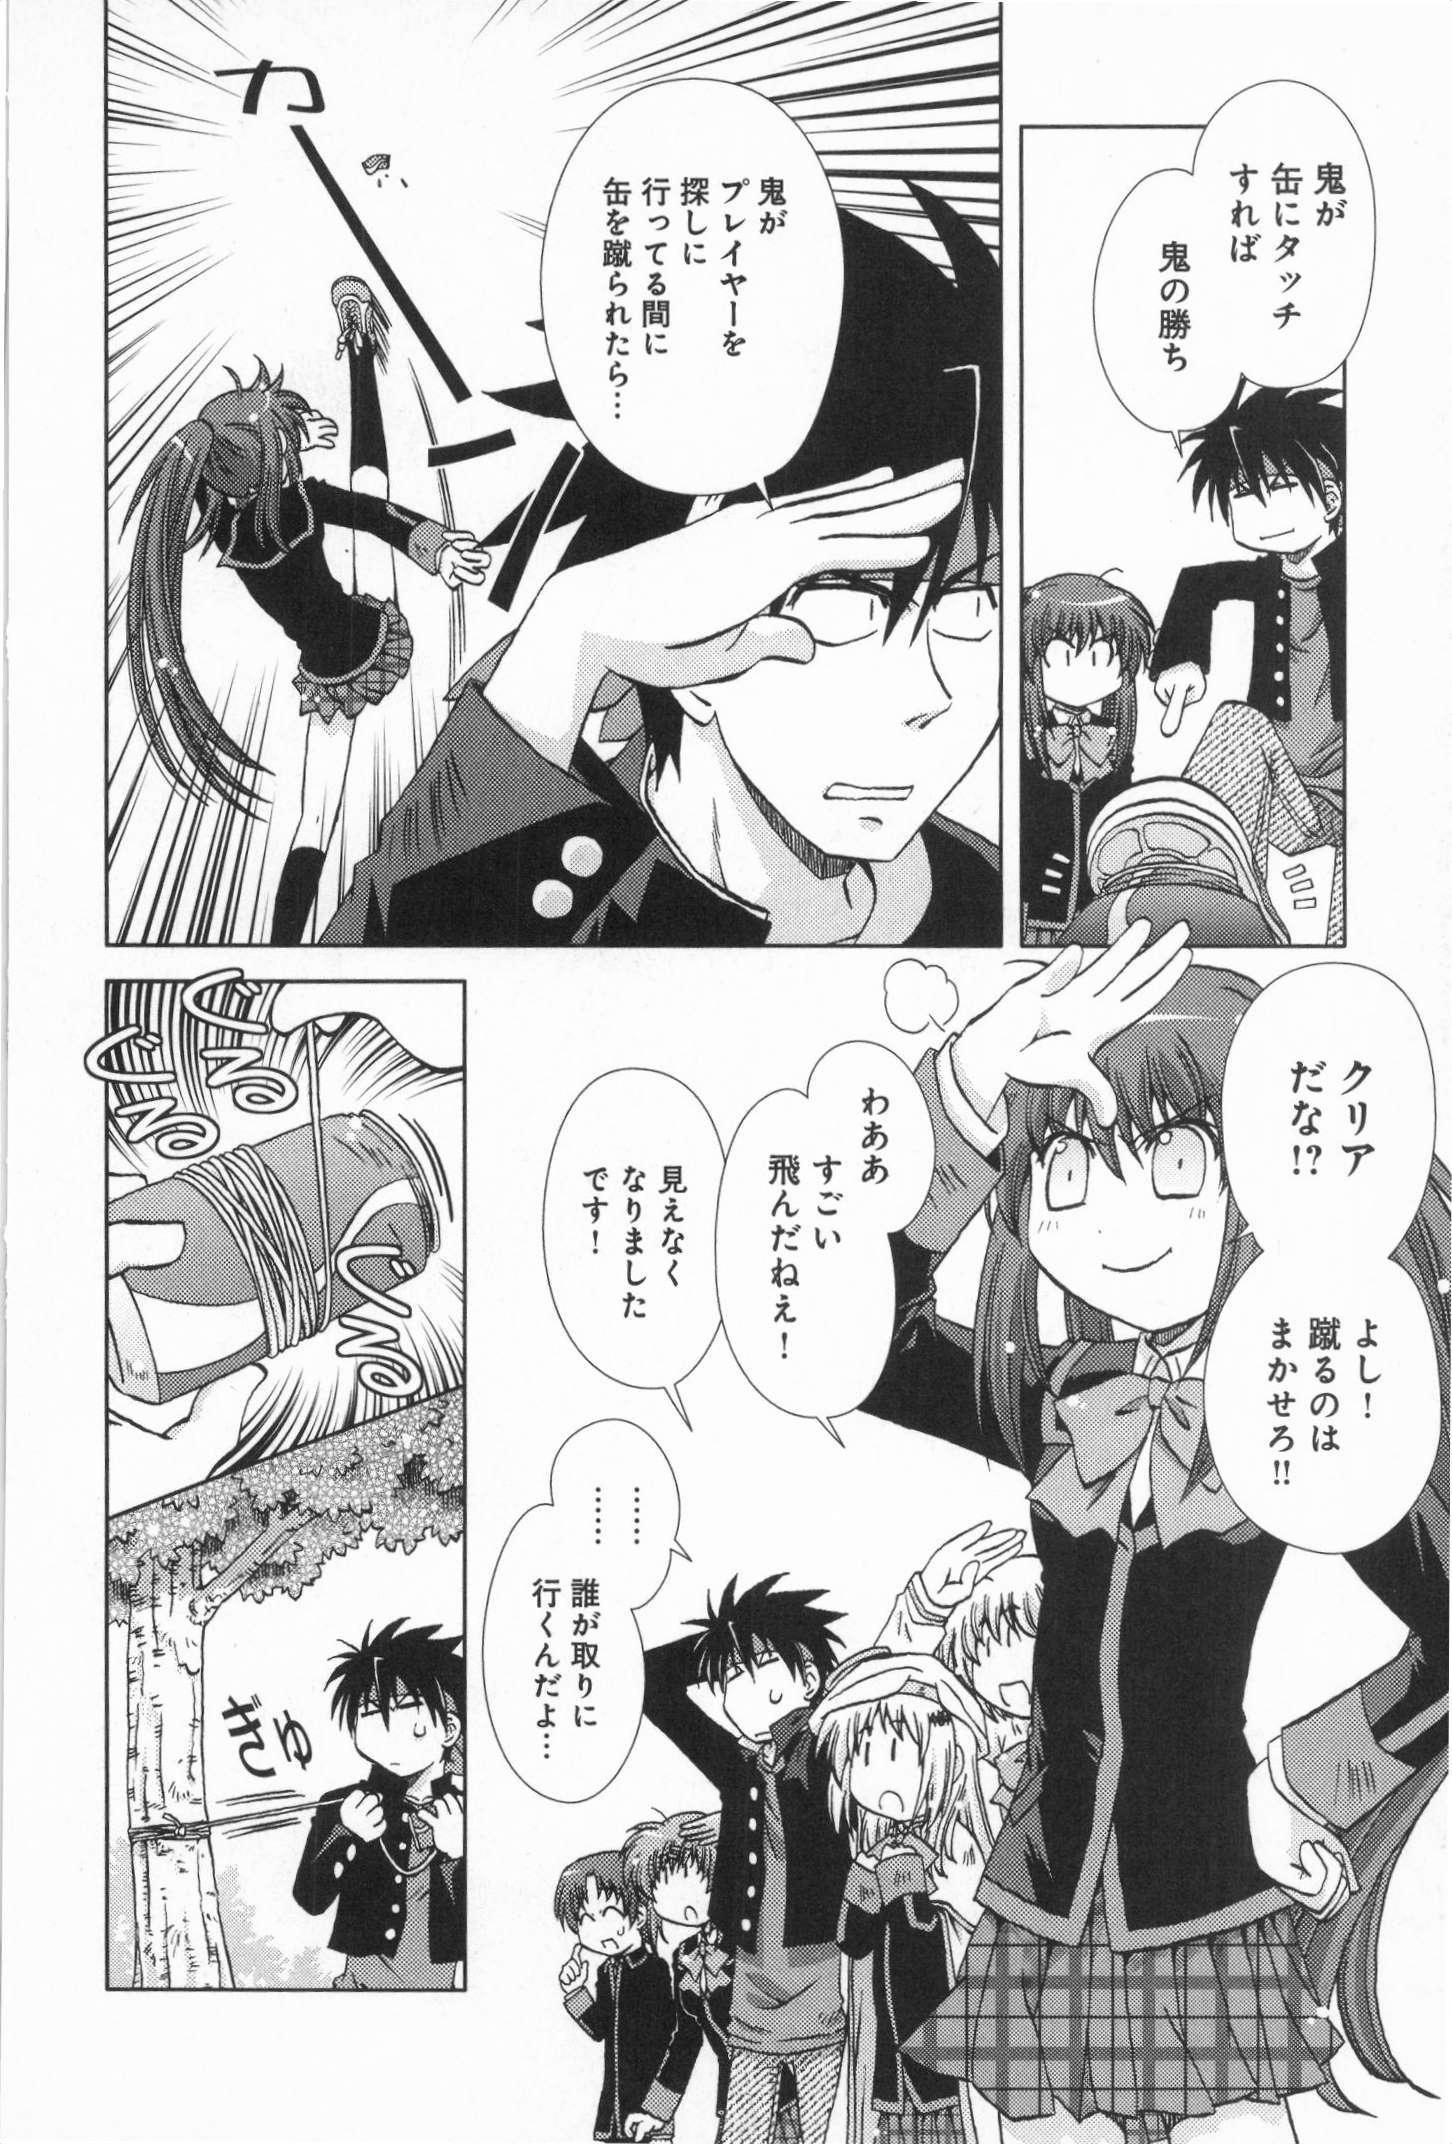 鬼が
缶にタッチ
すれば
鬼の勝ち
鬼が
プレイヤーを
探しに
行ってる間に
缶を蹴られたら…
カーン
クリア
だな!?
よし!
蹴るのは
まかせろ!!
わああ
すごい
飛んだねえ!
見えなく
なりました
です!
……
……
誰が取りに
行くんだよ…
ぐる
ぐる
ぐる
ぎゅ